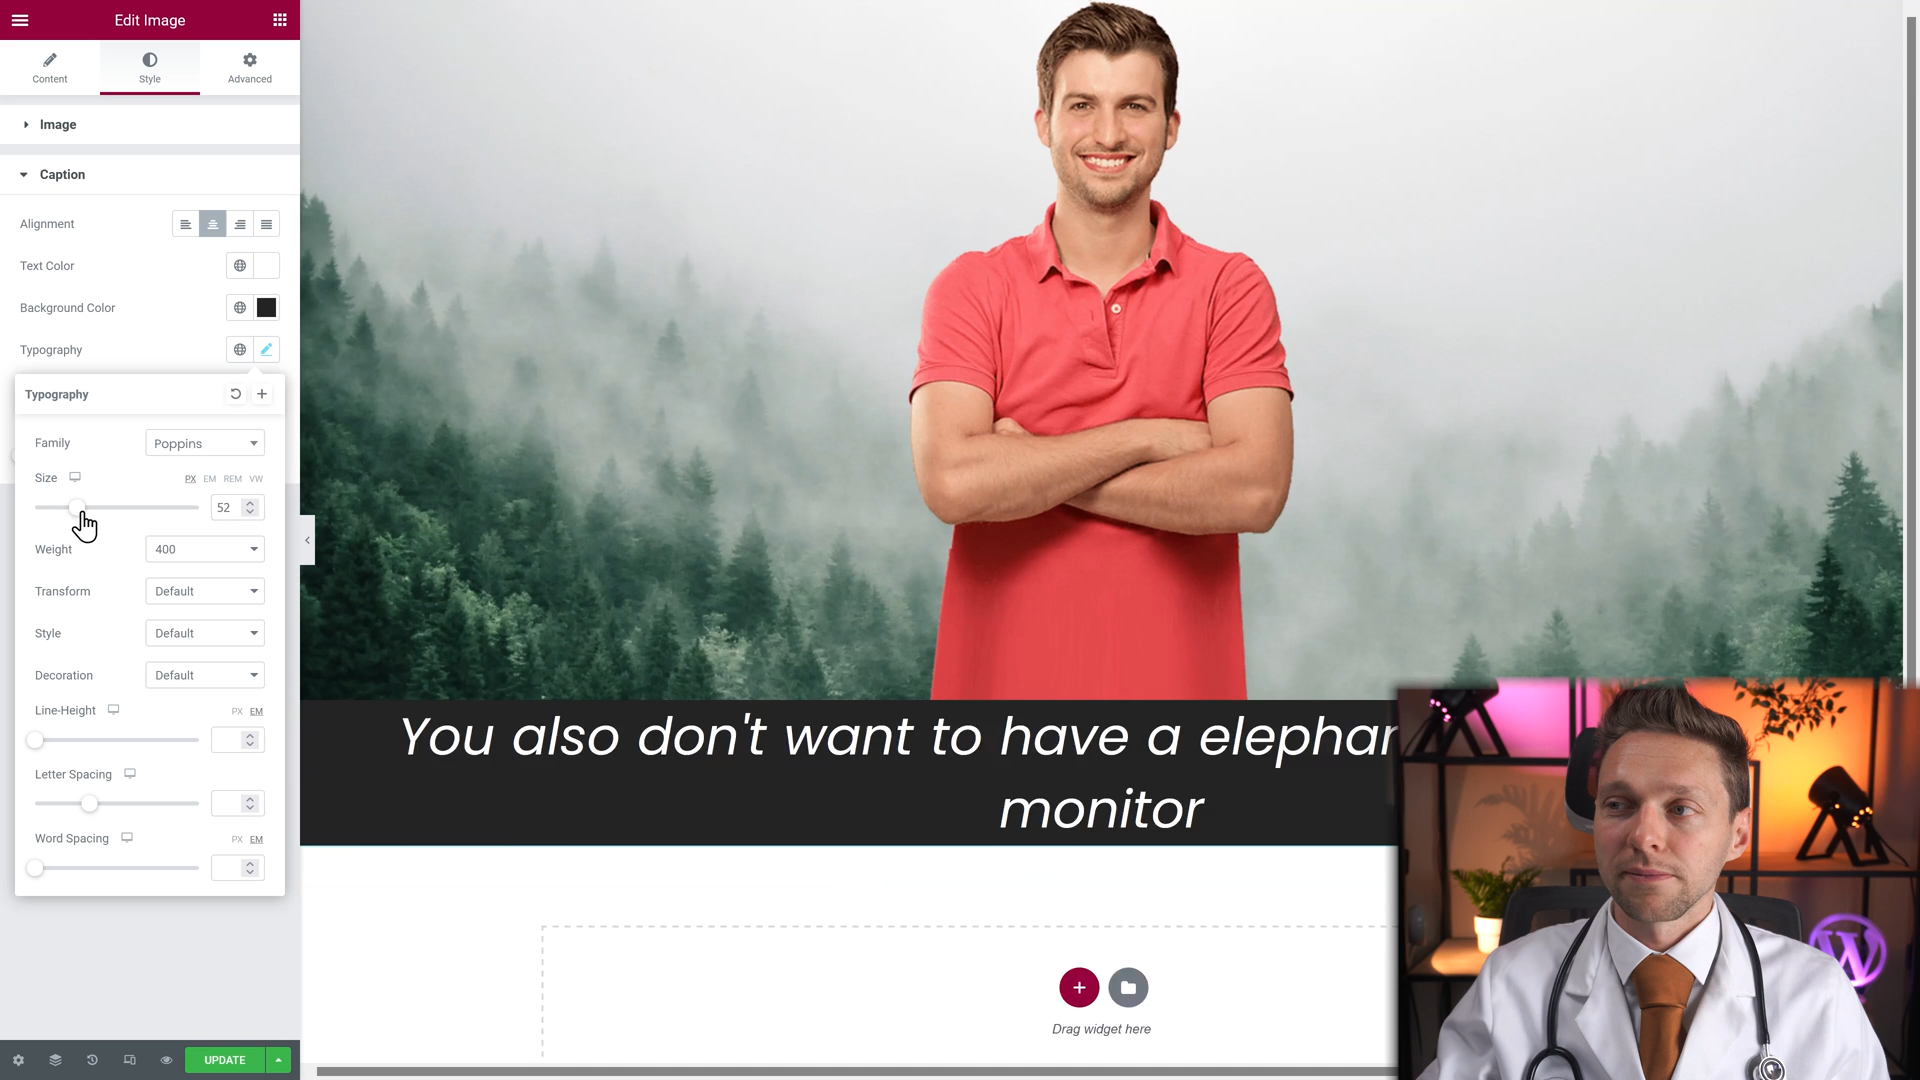 Edit Image
Content
Style
Advanced
Image
Caption
Alignment
Text Color
Background Color
Typography
Typography
Family
Poppins
Size
PX EM REM VW
52
Weight
400
Transform
Default
Style
Default
Decoration
Default
Line-Height
PX EM
Letter Spacing
Word Spacing
PX EM
UPDATE
You also don't want to have a
monitor
Drag widget here